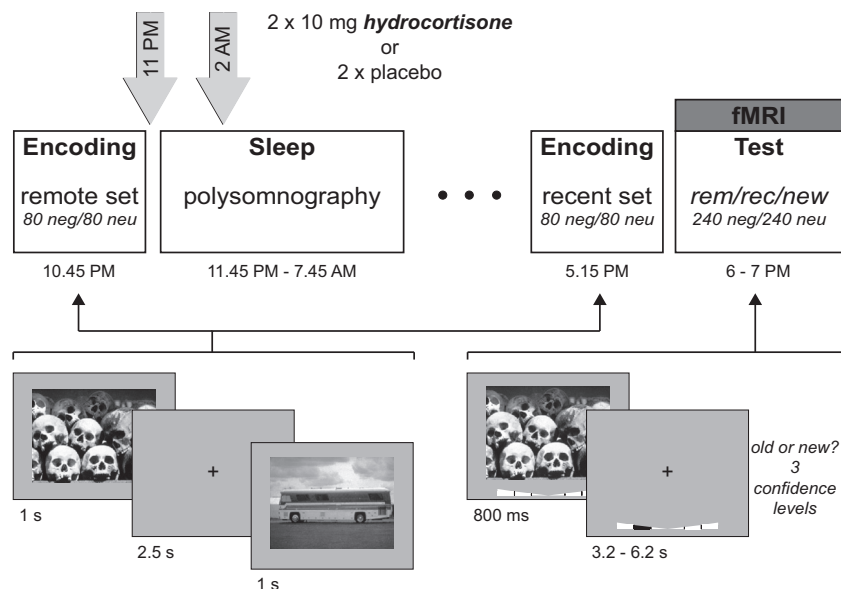 11 PM
2 AM
2 x 10 mg hydrocortisone
or
2 x placebo
fMRI
Encoding
remote set
80 neg/80 neu
10.45 PM
Sleep
polysomnography
11.45 PM - 7.45 AM
• • •
Encoding
recent set
80 neg/80 neu
5.15 PM
Test
rem/rec/new
240 neg/240 neu
6 - 7 PM
1 s
+
2.5 s
1 s
800 ms
+
3.2 - 6.2 s
old or new?
3
confidence
levels